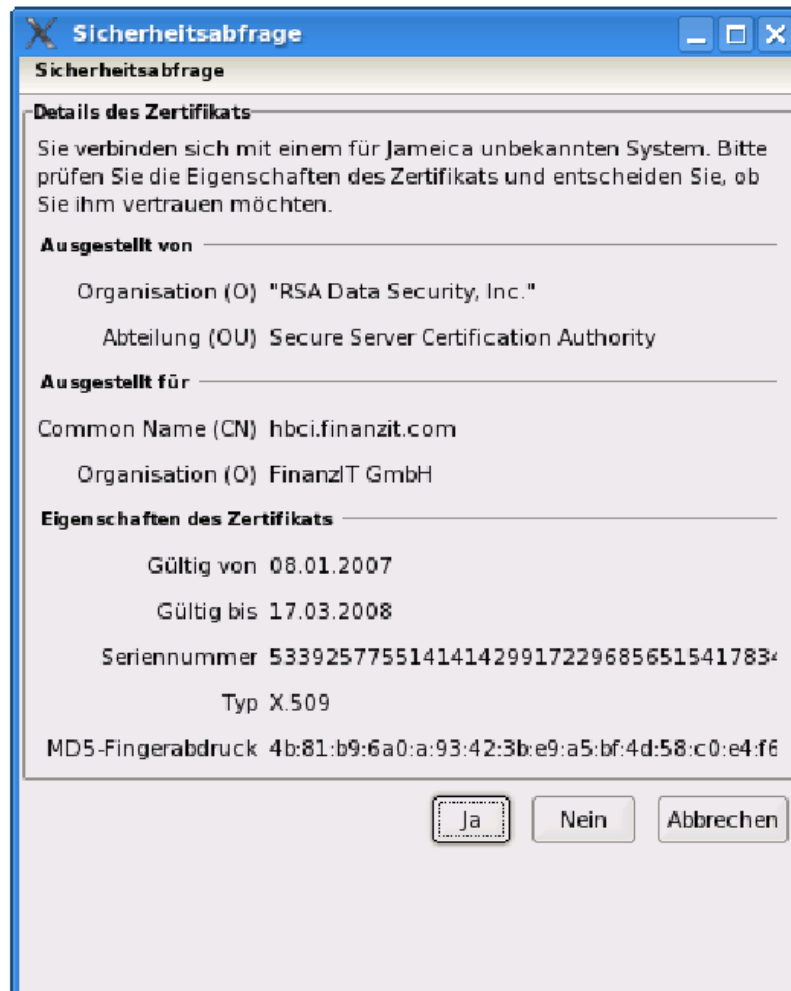 Sicherheitsabfrage
Sicherheitsabfrage
Details des Zertifikats
Sie verbinden sich mit einem für Jameica unbekannten System. Bitte
prüfen Sie die Eigenschaften des Zertifikats und entscheiden Sie, ob
Sie ihm vertrauen möchten.
Ausgestellt von
Organisation (O) "RSA Data Security, Inc."
Abteilung (OU) Secure Server Certification Authority
Ausgestellt für
Common Name (CN) hbci.finanzit.com
Organisation (O) FinanzIT GmbH
Eigenschaften des Zertifikats
Gültig von 08.01.2007
Gültig bis 17.03.2008
Seriennummer 5339257755141414299172296856515417834
Typ X.509
MD5-Fingerabdruck 4b:81:b9:6a0:a:93:42:3b:e9:a5:bf:4d:58:c0:e4:f6
Ja Nein Abbrechen